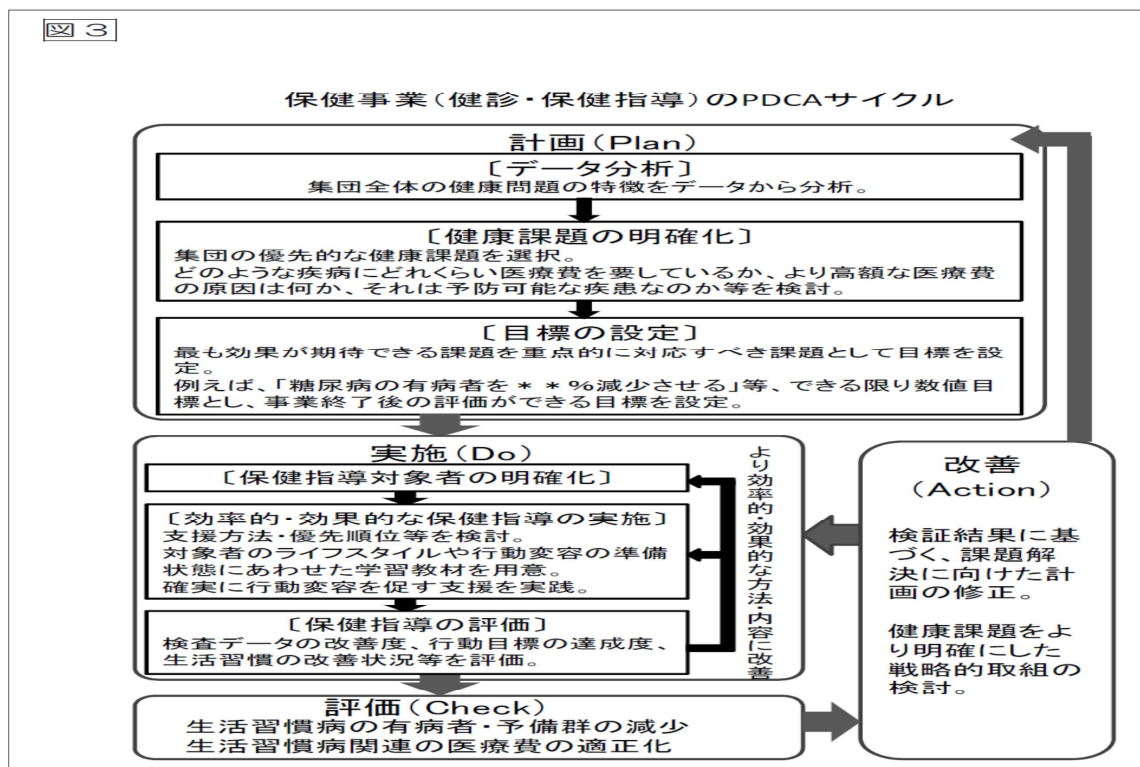 図３
保健事業（健診・保健指導）のPDCAサイクル
計画（Plan）
［データ分析］
集団全体の健康問題の特徴をデータから分析。
［健康課題の明確化］
集団の優先的な健康課題を選択。
どのような疾病にどれくらい医療費を要しているか、より高額な医療費
の原因は何か、それは予防可能な疾患なのか等を検討。
［目標の設定］
最も効果が期待できる課題を重点的に対応すべき課題として目標を設
定。
例えば、「糖尿病の有病者を＊＊％減少させる」等、できる限り数値目
標とし、事業終了後の評価ができる目標を設定。
実施（Do）
［保健指導対象者の明確化］
［効率的・効果的な保健指導の実施］
支援方法・優先順位等を検討。
対象者のライフスタイルや行動変容の準備
状態にあわせた学習教材を用意。
確実に行動変容を促す支援を実践。
［保健指導の評価］
検査データの改善度、行動目標の達成度、
生活習慣の改善状況等を評価。
より効率的・効果的な方法・内容に改善
評価（Check）
生活習慣病の有病者・予備群の減少
生活習慣病関連の医療費の適正化
改善
（Action）
検証結果に基
づく、課題解
決に向けた計
画の修正。
健康課題をよ
り明確にした
戦略的取組の
検討。